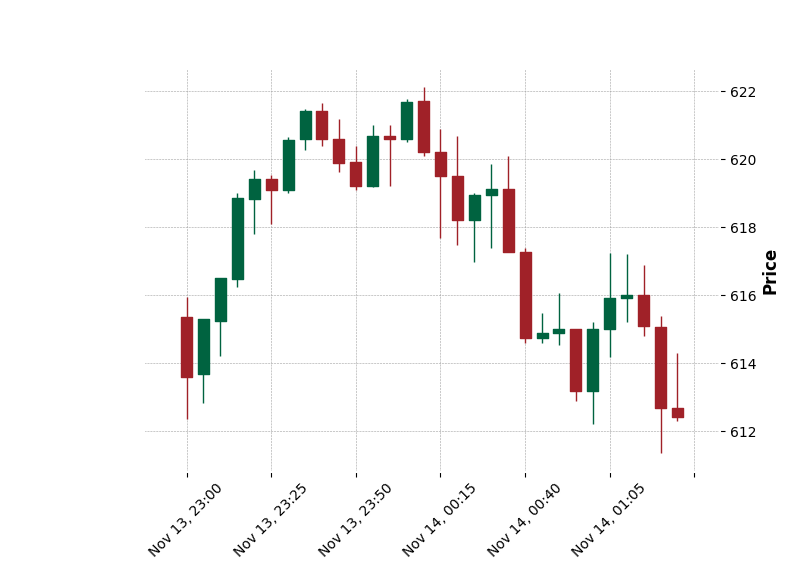 622
620
618
616
614
612
Price
Nov 13, 23:00
Nov 13, 23:25
Nov 13, 23:50
Nov 14, 00:15
Nov 14, 00:40
Nov 14, 01:05